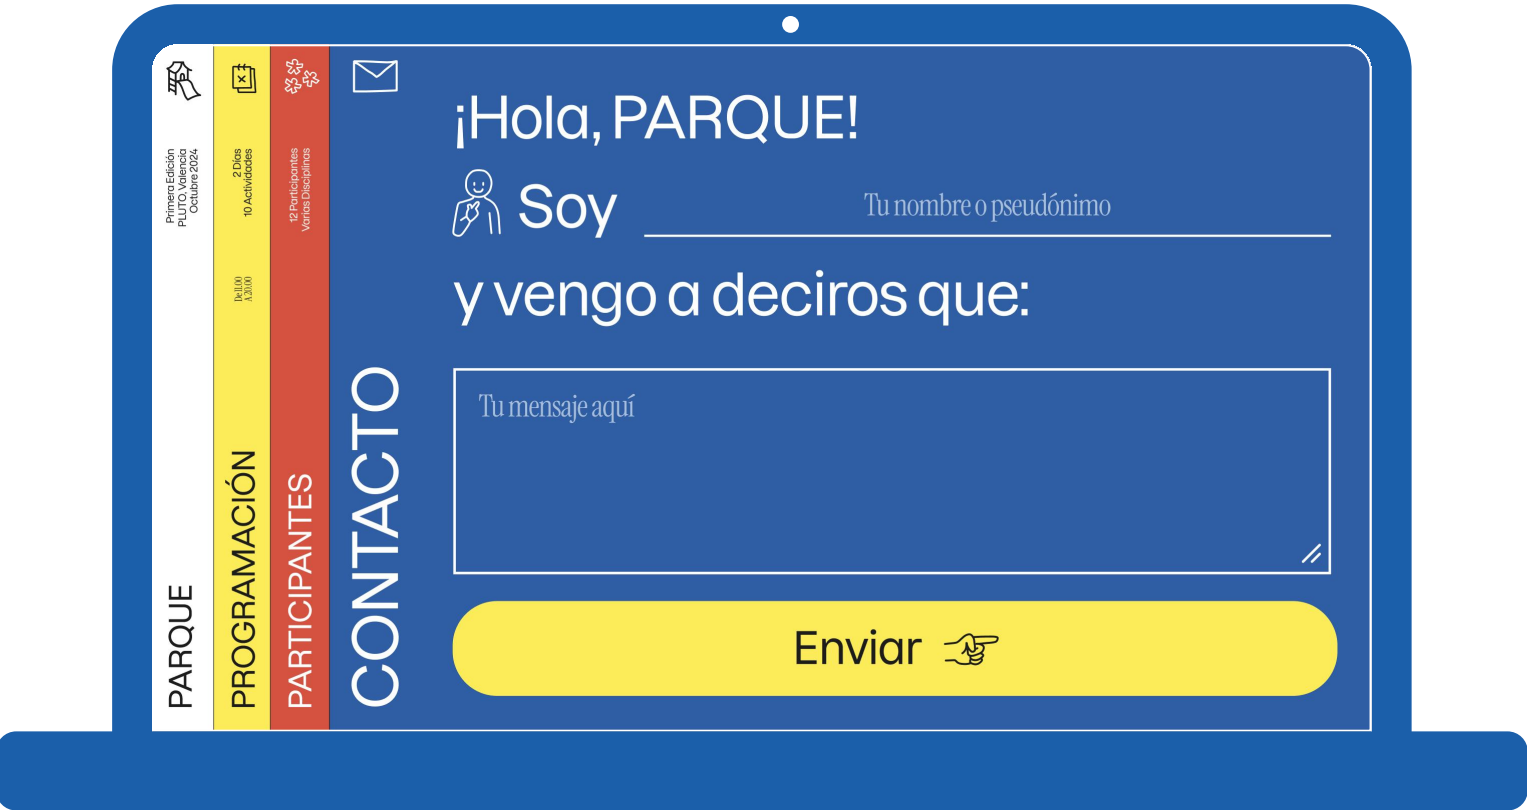 Primera Edición
PLUTO, Valencia
Octubre 2024
PARQUE
2 Días
10 Actividades
De 11.00
A 20.00
PROGRAMACIÓN
12 Participantes
Varias Disciplinas
PARTICIPANTES
CONTACTO
¡Hola, PARQUE!
Soy Tu nombre o pseudónimo
y vengo a deciros que:
Tu mensaje aquí
Enviar